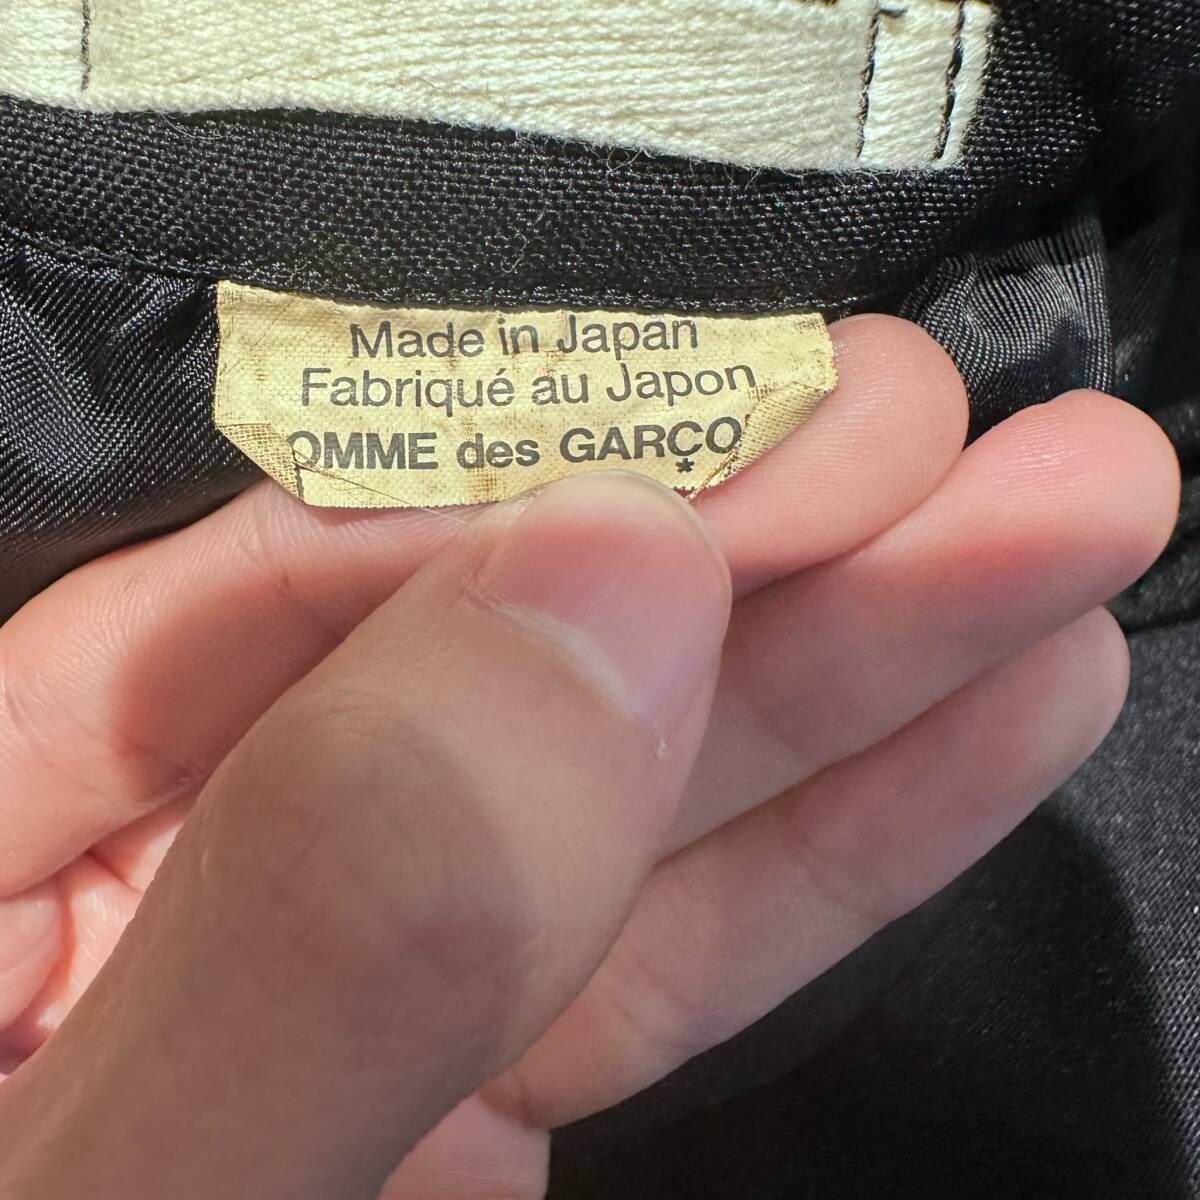 Made in Japan
Fabriqué au Japon
OMME des GARÇO
*